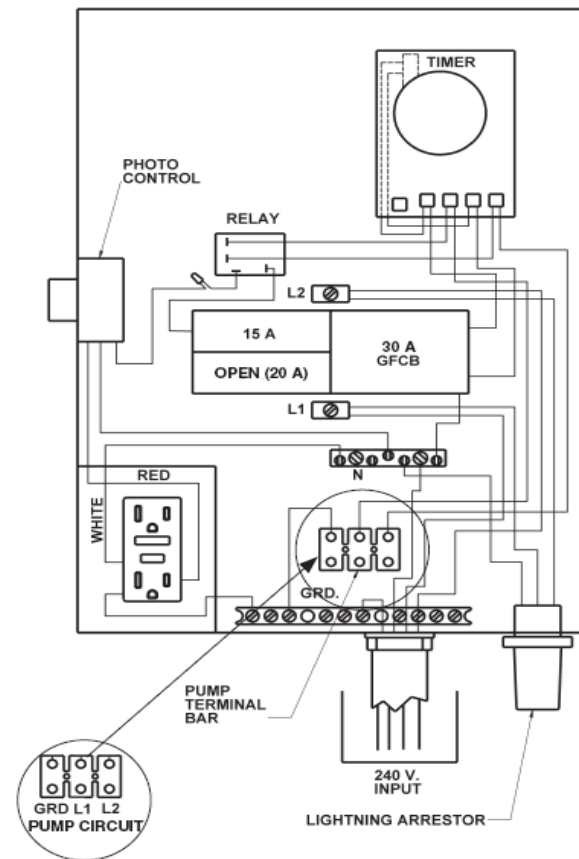 TIMER
PHOTO
CONTROL
RELAY
L2
15 A
30 A
GFCB
OPEN (20 A)
L1
N
RED
WHITE
GRD.
PUMP
TERMINAL
BAR
240 V.
INPUT
LIGHTNING ARRESTOR
GRD L1 L2
PUMP CIRCUIT